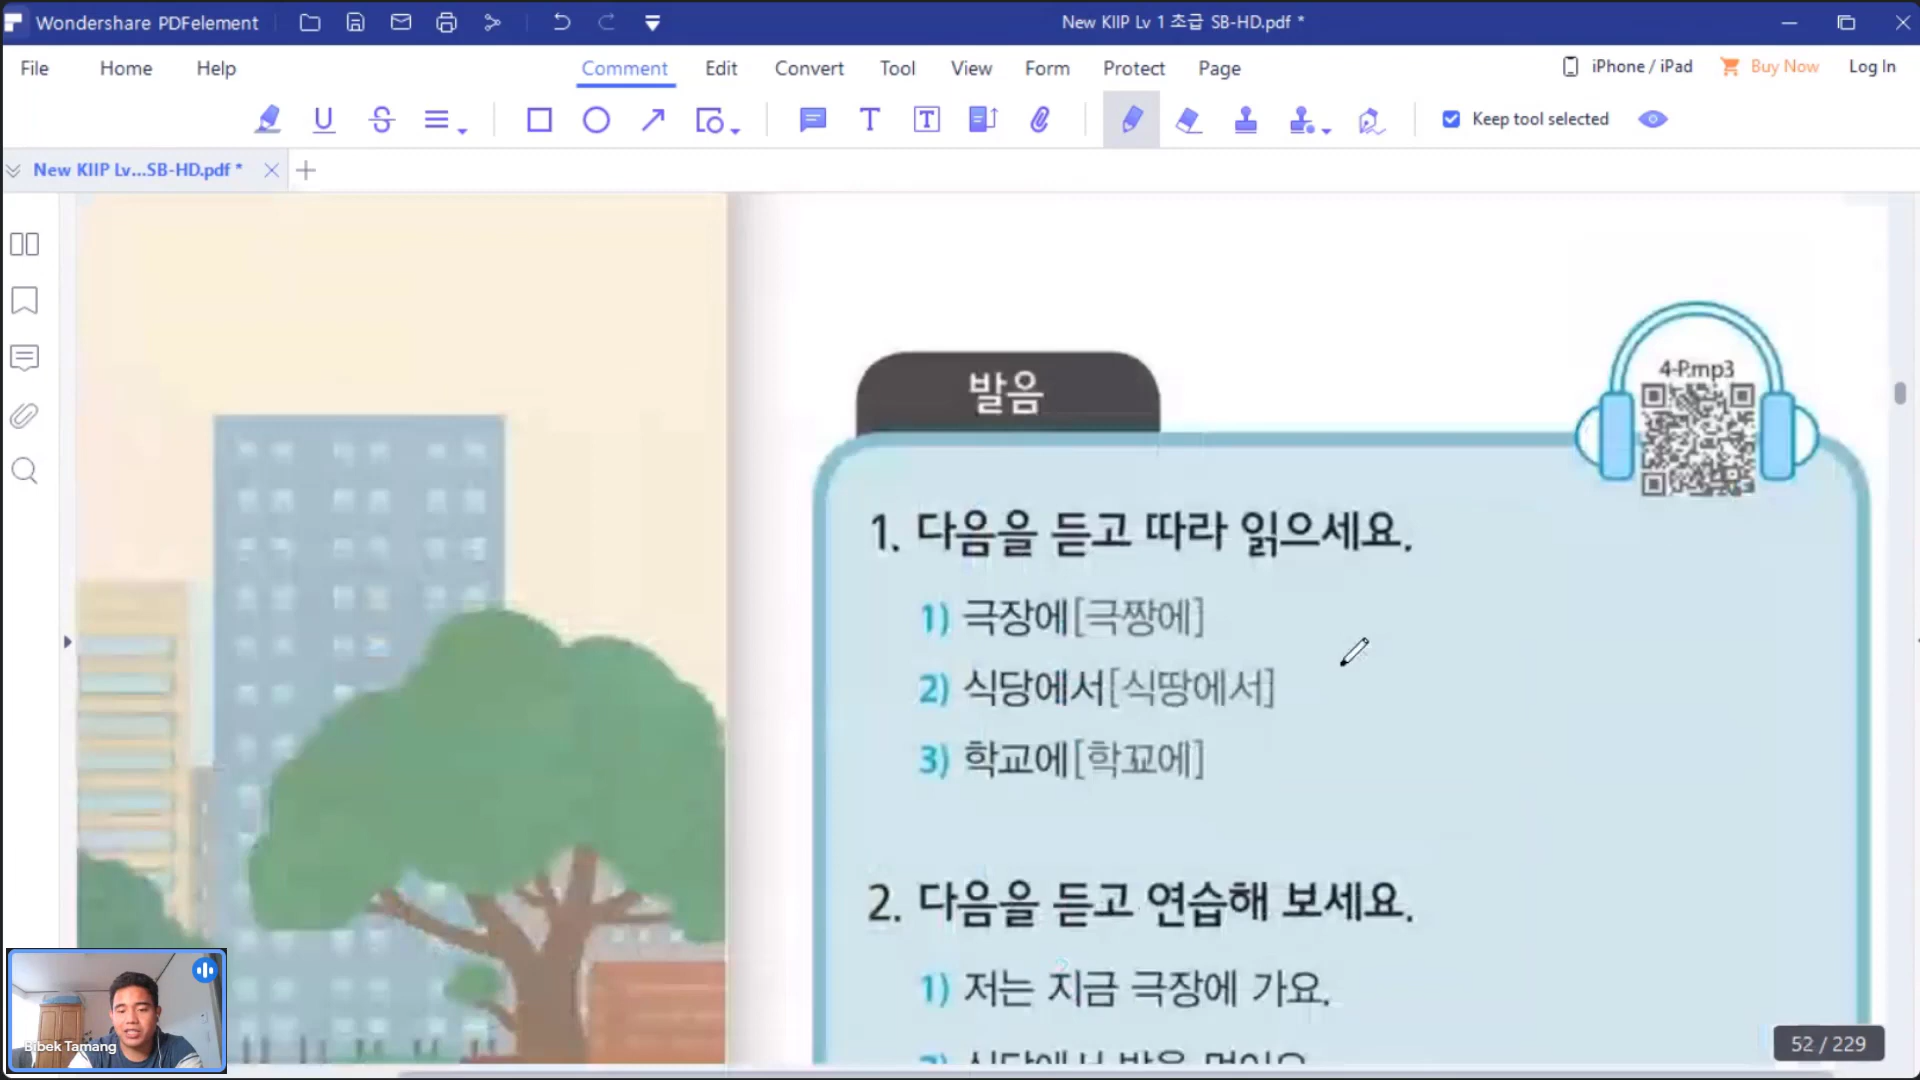 Wondershare PDFelement
New KIIP Lv 1 초급 SB-HD.pdf *
File Home Help Comment Edit Convert Tool View Form Protect Page iPhone / iPad Buy Now Log In
Keep tool selected
New KIIP Lv...SB-HD.pdf *
4-P.mp3
발음
1. 다음을 듣고 따라 읽으세요.
1) 극장에[극짱에]
2) 식당에서[식땅에서]
3) 학교에[학꾜에]
2. 다음을 듣고 연습해 보세요.
1) 저는 지금 극장에 가요.
Bibek Tamang
52 / 229